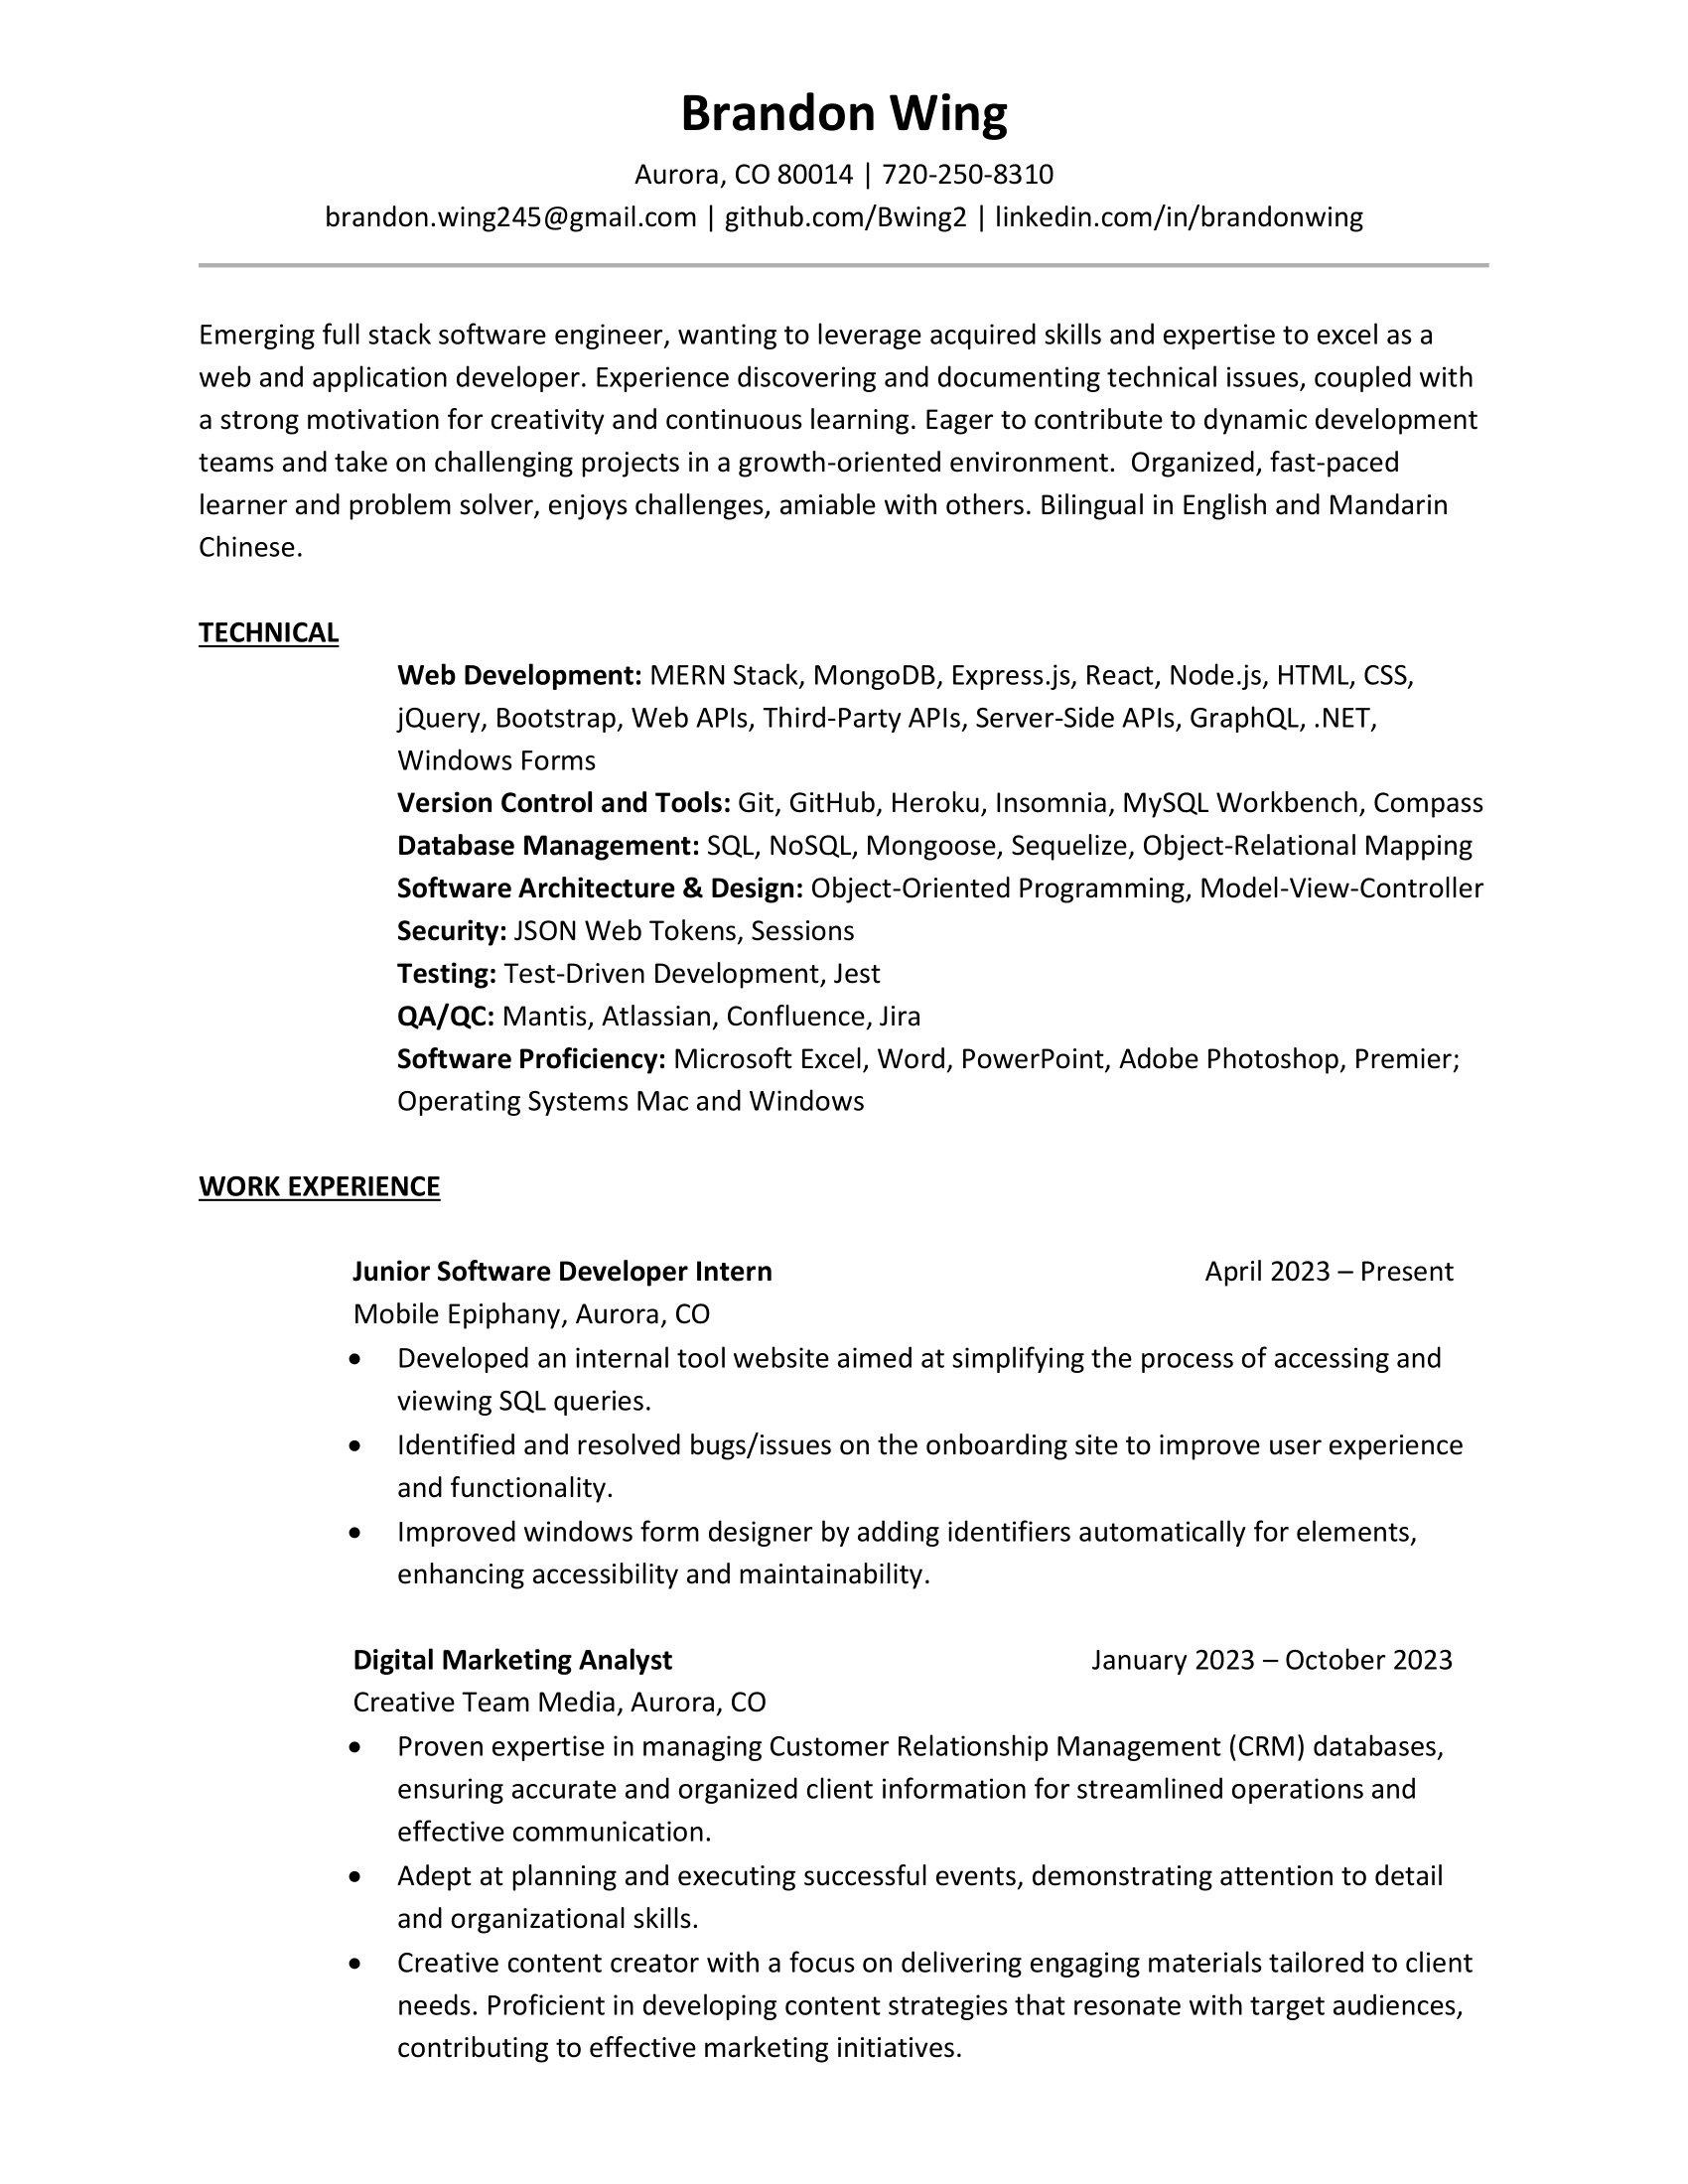 Brandon Wing
Aurora, CO 80014 | 720-250-8310
brandon.wing245@gmail.com | github.com/Bwing2 | linkedin.com/in/brandonwing
Emerging full stack software engineer, wanting to leverage acquired skills and expertise to excel as a
web and application developer. Experience discovering and documenting technical issues, coupled with
a strong motivation for creativity and continuous learning. Eager to contribute to dynamic development
teams and take on challenging projects in a growth-oriented environment.  Organized, fast-paced
learner and problem solver, enjoys challenges, amiable with others. Bilingual in English and Mandarin
Chinese.
TECHNICAL
Web Development: MERN Stack, MongoDB, Express.js, React, Node.js, HTML, CSS,
jQuery, Bootstrap, Web APIs, Third-Party APIs, Server-Side APIs, GraphQL, .NET,
Windows Forms
Version Control and Tools: Git, GitHub, Heroku, Insomnia, MySQL Workbench, Compass
Database Management: SQL, NoSQL, Mongoose, Sequelize, Object-Relational Mapping
Software Architecture & Design: Object-Oriented Programming, Model-View-Controller
Security: JSON Web Tokens, Sessions
Testing: Test-Driven Development, Jest
QA/QC: Mantis, Atlassian, Confluence, Jira
Software Proficiency: Microsoft Excel, Word, PowerPoint, Adobe Photoshop, Premier;
Operating Systems Mac and Windows
WORK EXPERIENCE
Junior Software Developer Intern April 2023 – Present
Mobile Epiphany, Aurora, CO
• Developed an internal tool website aimed at simplifying the process of accessing and
viewing SQL queries.
• Identified and resolved bugs/issues on the onboarding site to improve user experience
and functionality.
• Improved windows form designer by adding identifiers automatically for elements,
enhancing accessibility and maintainability.
Digital Marketing Analyst January 2023 – October 2023
Creative Team Media, Aurora, CO
• Proven expertise in managing Customer Relationship Management (CRM) databases,
ensuring accurate and organized client information for streamlined operations and
effective communication.
• Adept at planning and executing successful events, demonstrating attention to detail
and organizational skills.
• Creative content creator with a focus on delivering engaging materials tailored to client
needs. Proficient in developing content strategies that resonate with target audiences,
contributing to effective marketing initiatives.